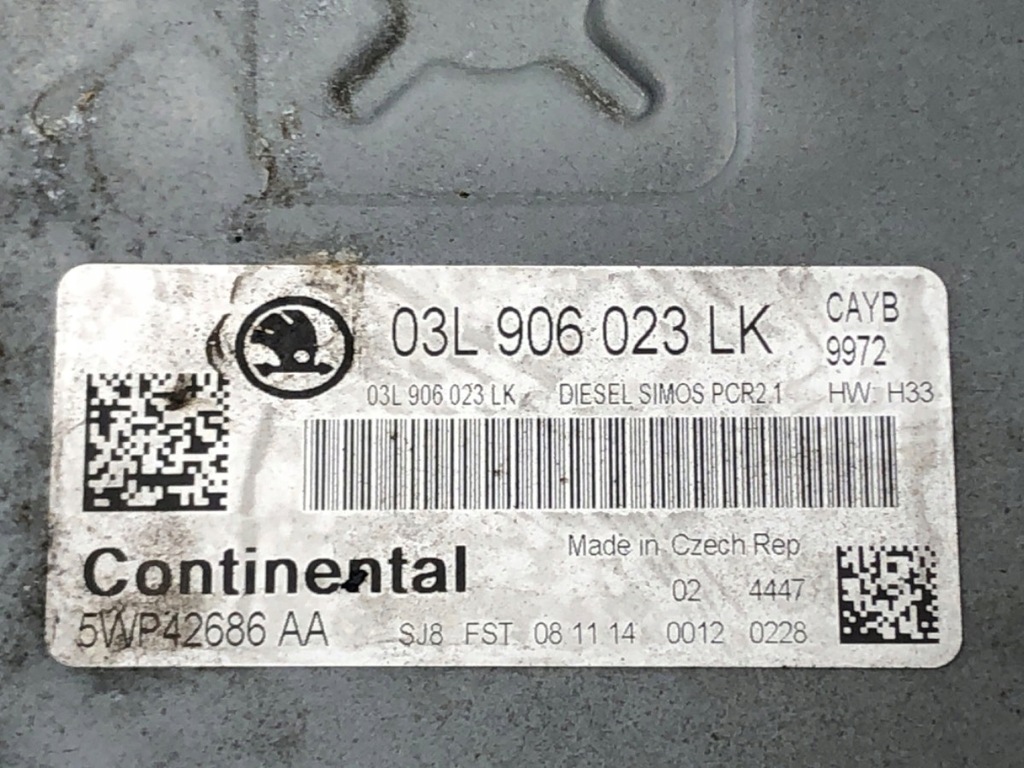 03L 906 023 LK CAYB
9972
03L 906 023 LK DIESEL SIMOS PCR2.1 HW: H33
Made in Czech Rep
Continental
02 4447
5WP42686 AA SJ8 FST 08 11 14 0012 0228